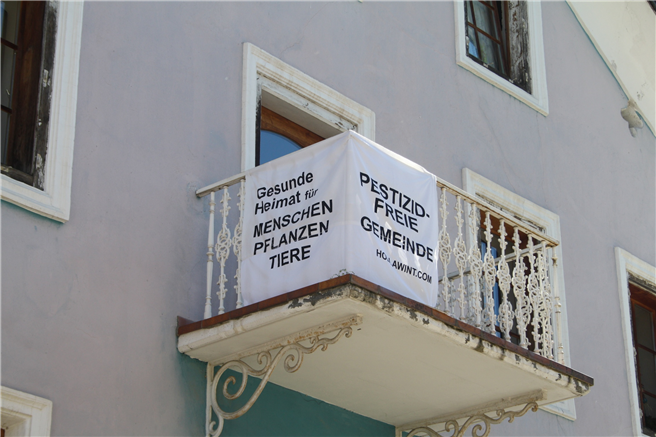 Gesunde
Heimat für
MENSCHEN
PFLANZEN
TIERE
PESTIZID-
FREIE
GEMEINDE